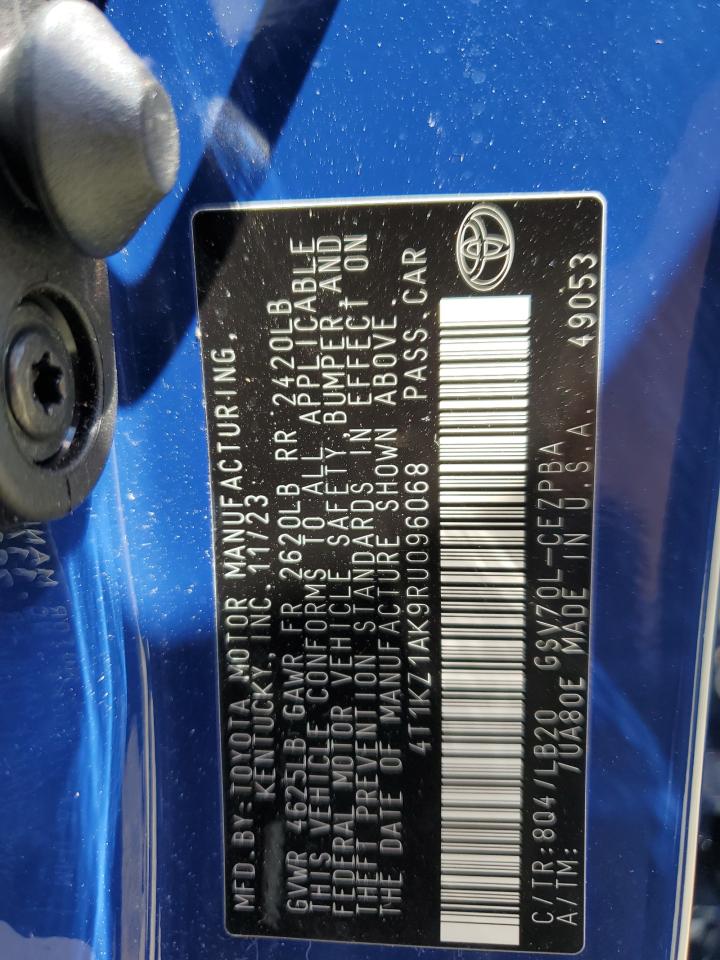 MFD. BY: TOYOTA MOTOR MANUFACTURING,
KENTUCKY, INC. 11/23
GVWR 4625LB GAWR FR 2620LB RR 2420LB
THIS VEHICLE CONFORMS TO ALL APPLICABLE
FEDERAL MOTOR VEHICLE SAFETY, BUMPER AND
THEFT PREVENTION STANDARDS IN EFFECT ON
THE DATE OF MANUFACTURE SHOWN ABOVE.
4T1KZ1AK9RU096068 PASS.CAR
C/TR: 804/LB20 GSV70L-CEZPBA
A/TM: /UA80E MADE IN U.S.A. 49053